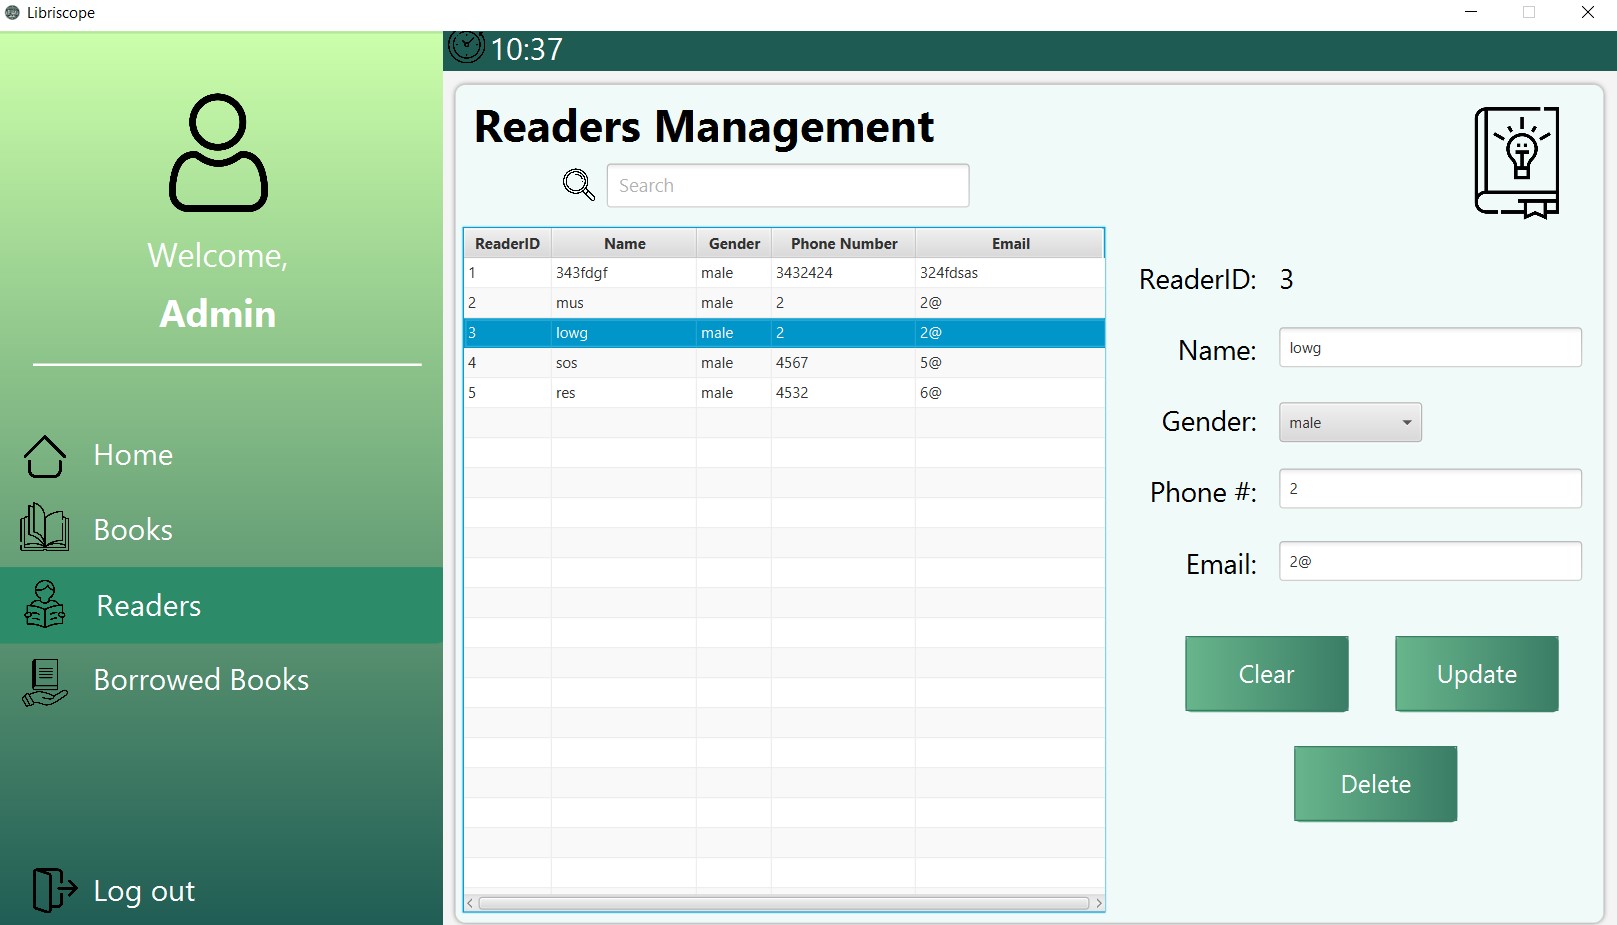 Libriscope
10:37
Welcome,
Admin
Home
Books
Readers
Borrowed Books
Log out
Readers Management
Search
ReaderID Name Gender Phone Number Email
1 343fdgf male 3432424 324fdsas
2 mus male 2 2@
3 lowg male 2 2@
4 sos male 4567 5@
5 res male 4532 6@
ReaderID: 3
Name: lowg
Gender: male
Phone #: 2
Email: 2@
Clear Update
Delete